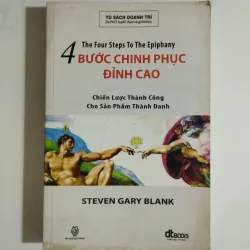 TỦ SÁCH DOANH TRÍ
The Four Steps To The Epiphany
4 BƯỚC CHINH PHỤC
ĐỈNH CAO
Chiến Lược Thành Công
Cho Sản Phẩm Thành Danh
STEVEN GARY BLANK
dtBOOKS